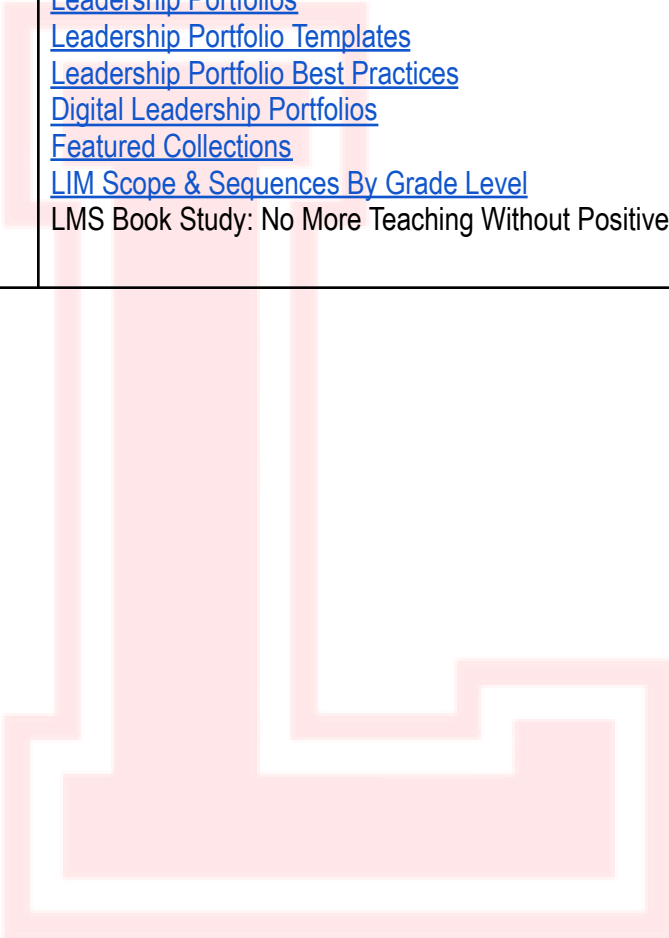 Leadership Portfolios
Leadership Portfolio Templates
Leadership Portfolio Best Practices
Digital Leadership Portfolios
Featured Collections
LIM Scope & Sequences By Grade Level
LMS Book Study: No More Teaching Without Positive